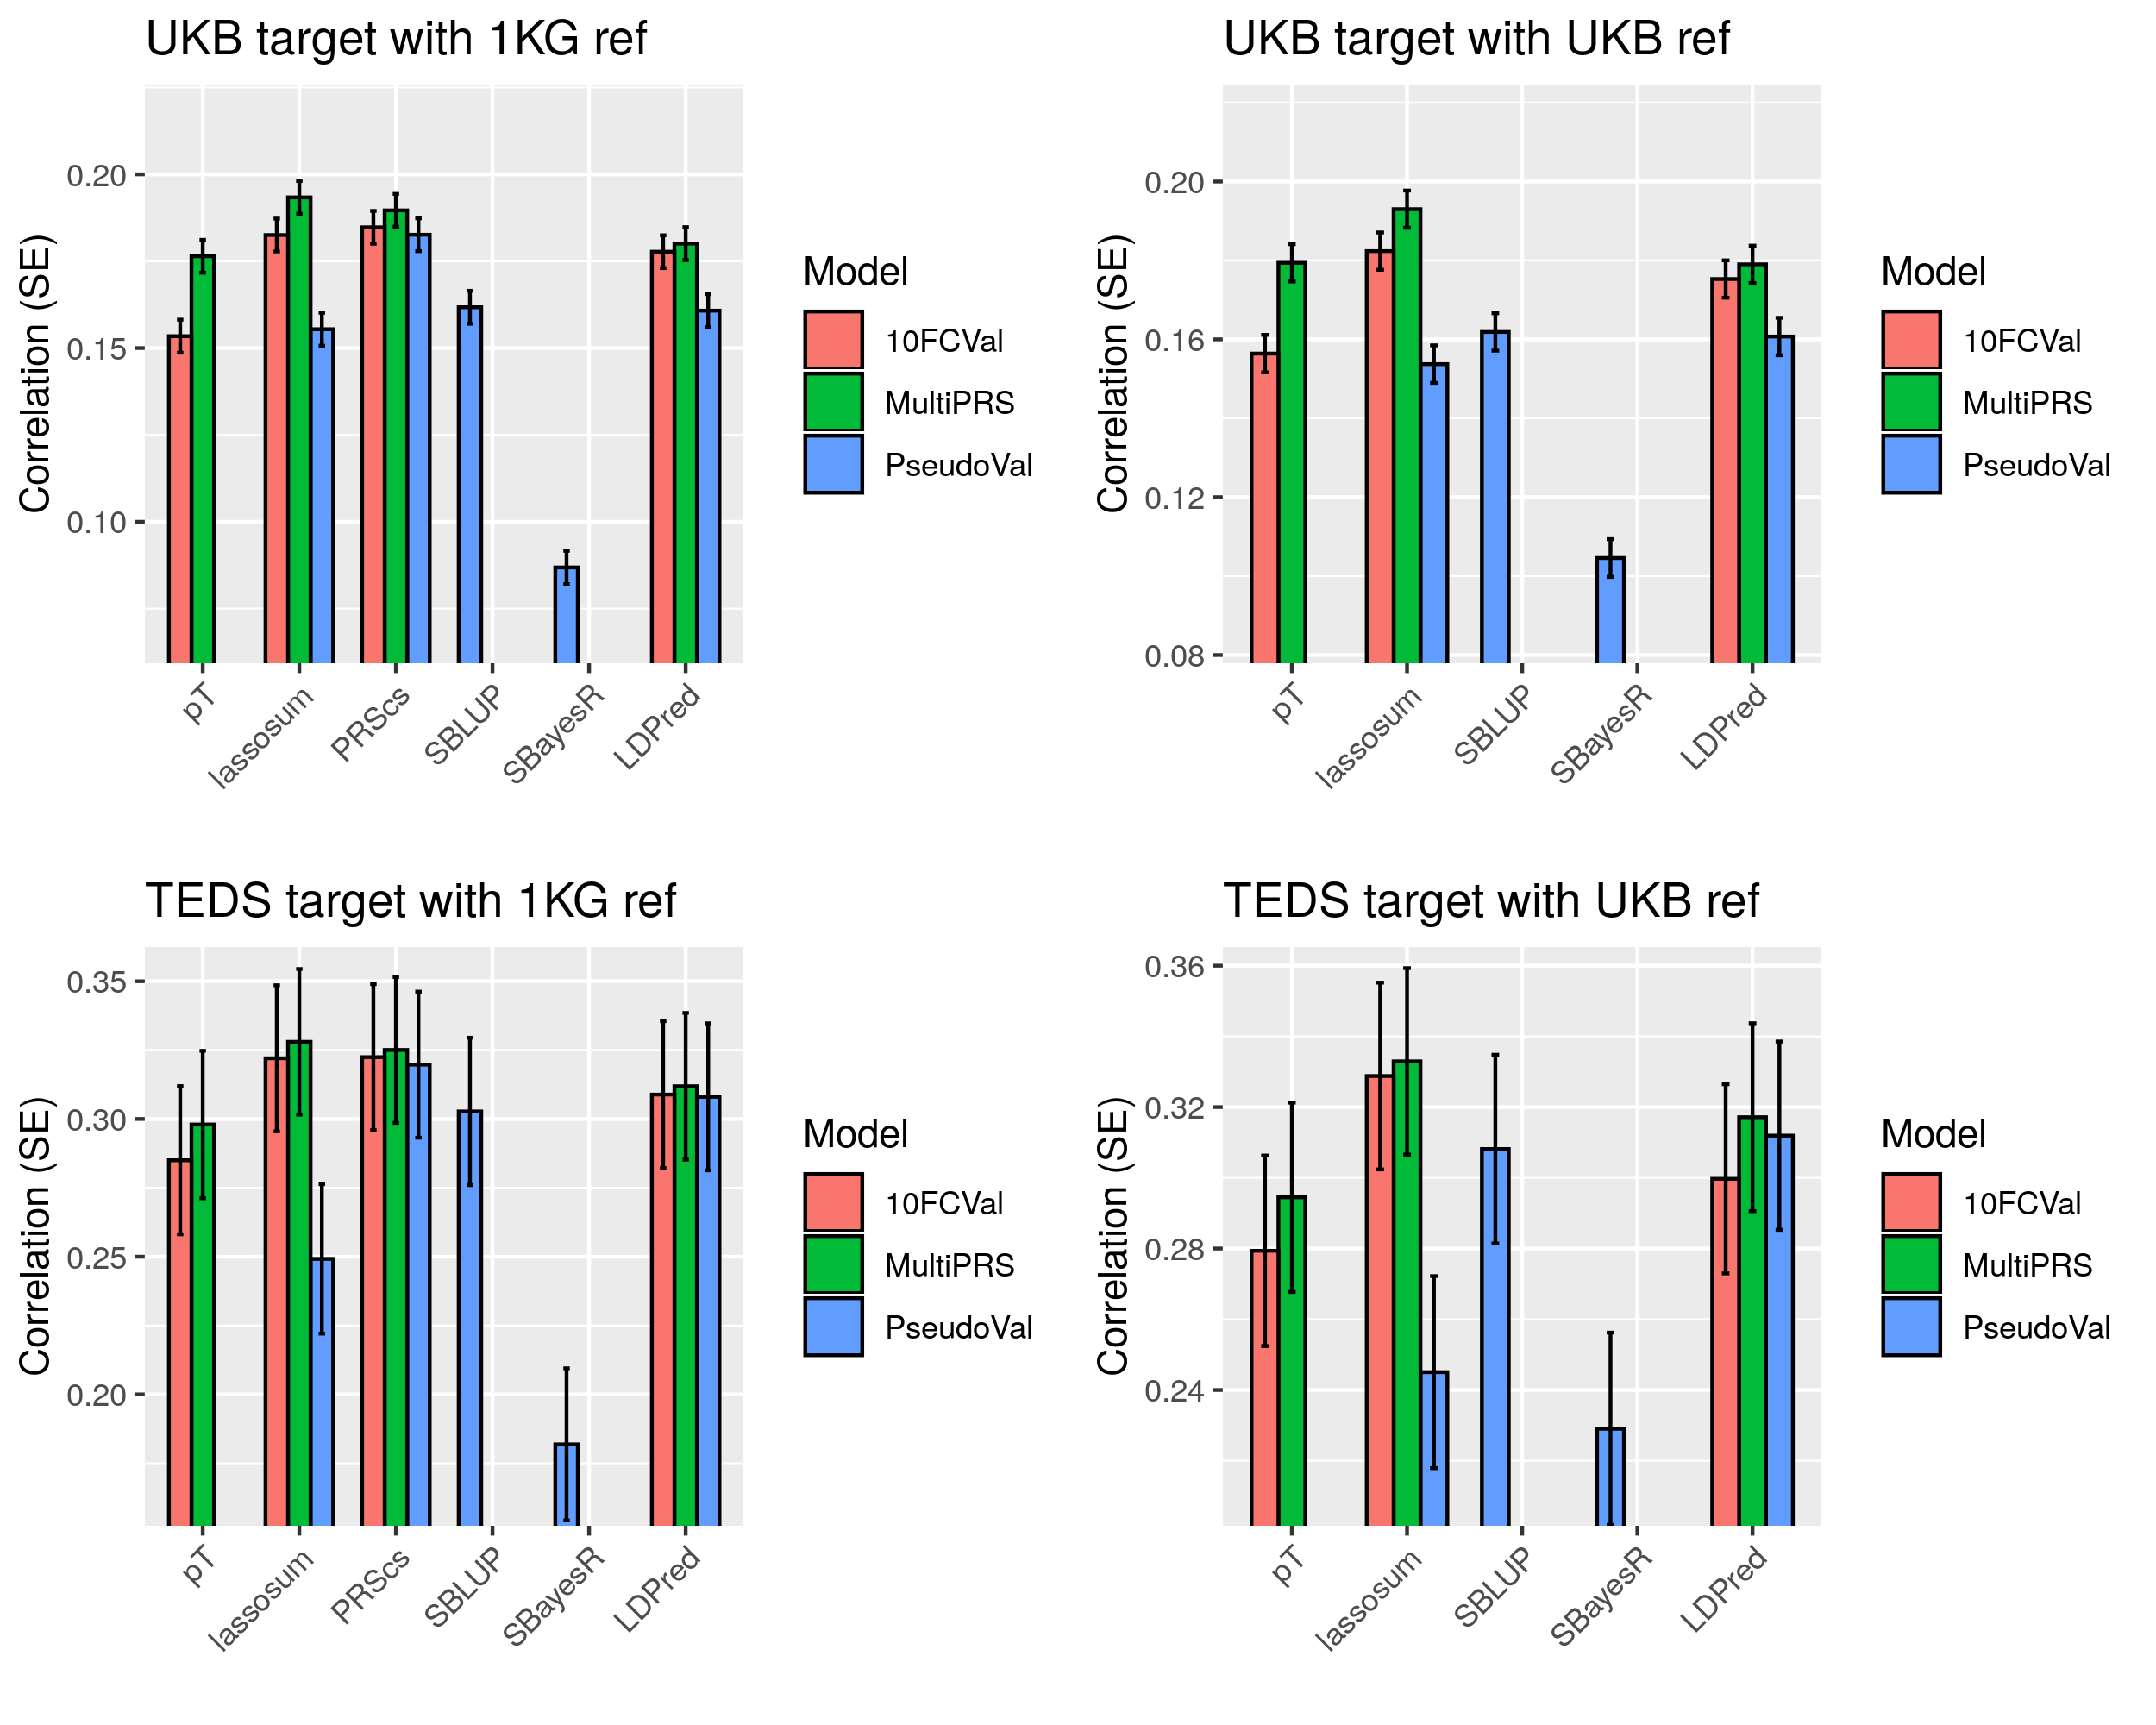 UKB target with 1KG ref
Correlation (SE)
0.20
0.15
0.10
pT
lassosum
PRScs
SBLUP
SBayesR
LDPred
Model
10FCVal
MultiPRS
PseudoVal
UKB target with UKB ref
Correlation (SE)
0.20
0.16
0.12
0.08
pT
lassosum
SBLUP
SBayesR
LDPred
Model
10FCVal
MultiPRS
PseudoVal
TEDS target with 1KG ref
Correlation (SE)
0.35
0.30
0.25
0.20
pT
lassosum
PRScs
SBLUP
SBayesR
LDPred
Model
10FCVal
MultiPRS
PseudoVal
TEDS target with UKB ref
Correlation (SE)
0.36
0.32
0.28
0.24
pT
lassosum
SBLUP
SBayesR
LDPred
Model
10FCVal
MultiPRS
PseudoVal